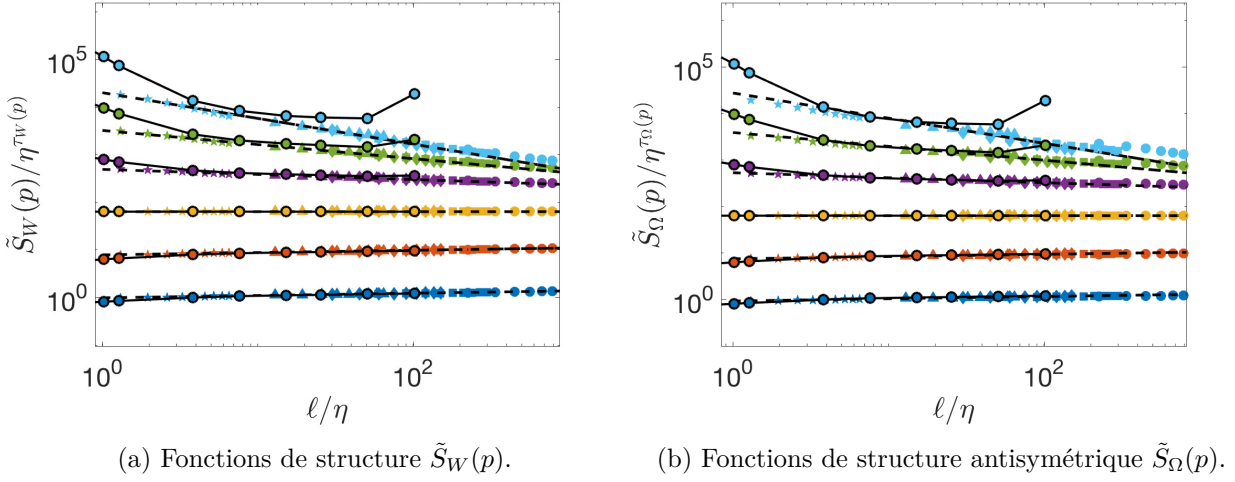 10^5
10^0
S̃_W(p)/η^{τ_W(p)}
10^0
10^2
ℓ/η
(a) Fonctions de structure S̃_W(p).
10^5
10^0
S̃_Ω(p)/η^{τ_Ω(p)}
10^0
10^2
ℓ/η
(b) Fonctions de structure antisymétrique S̃_Ω(p).